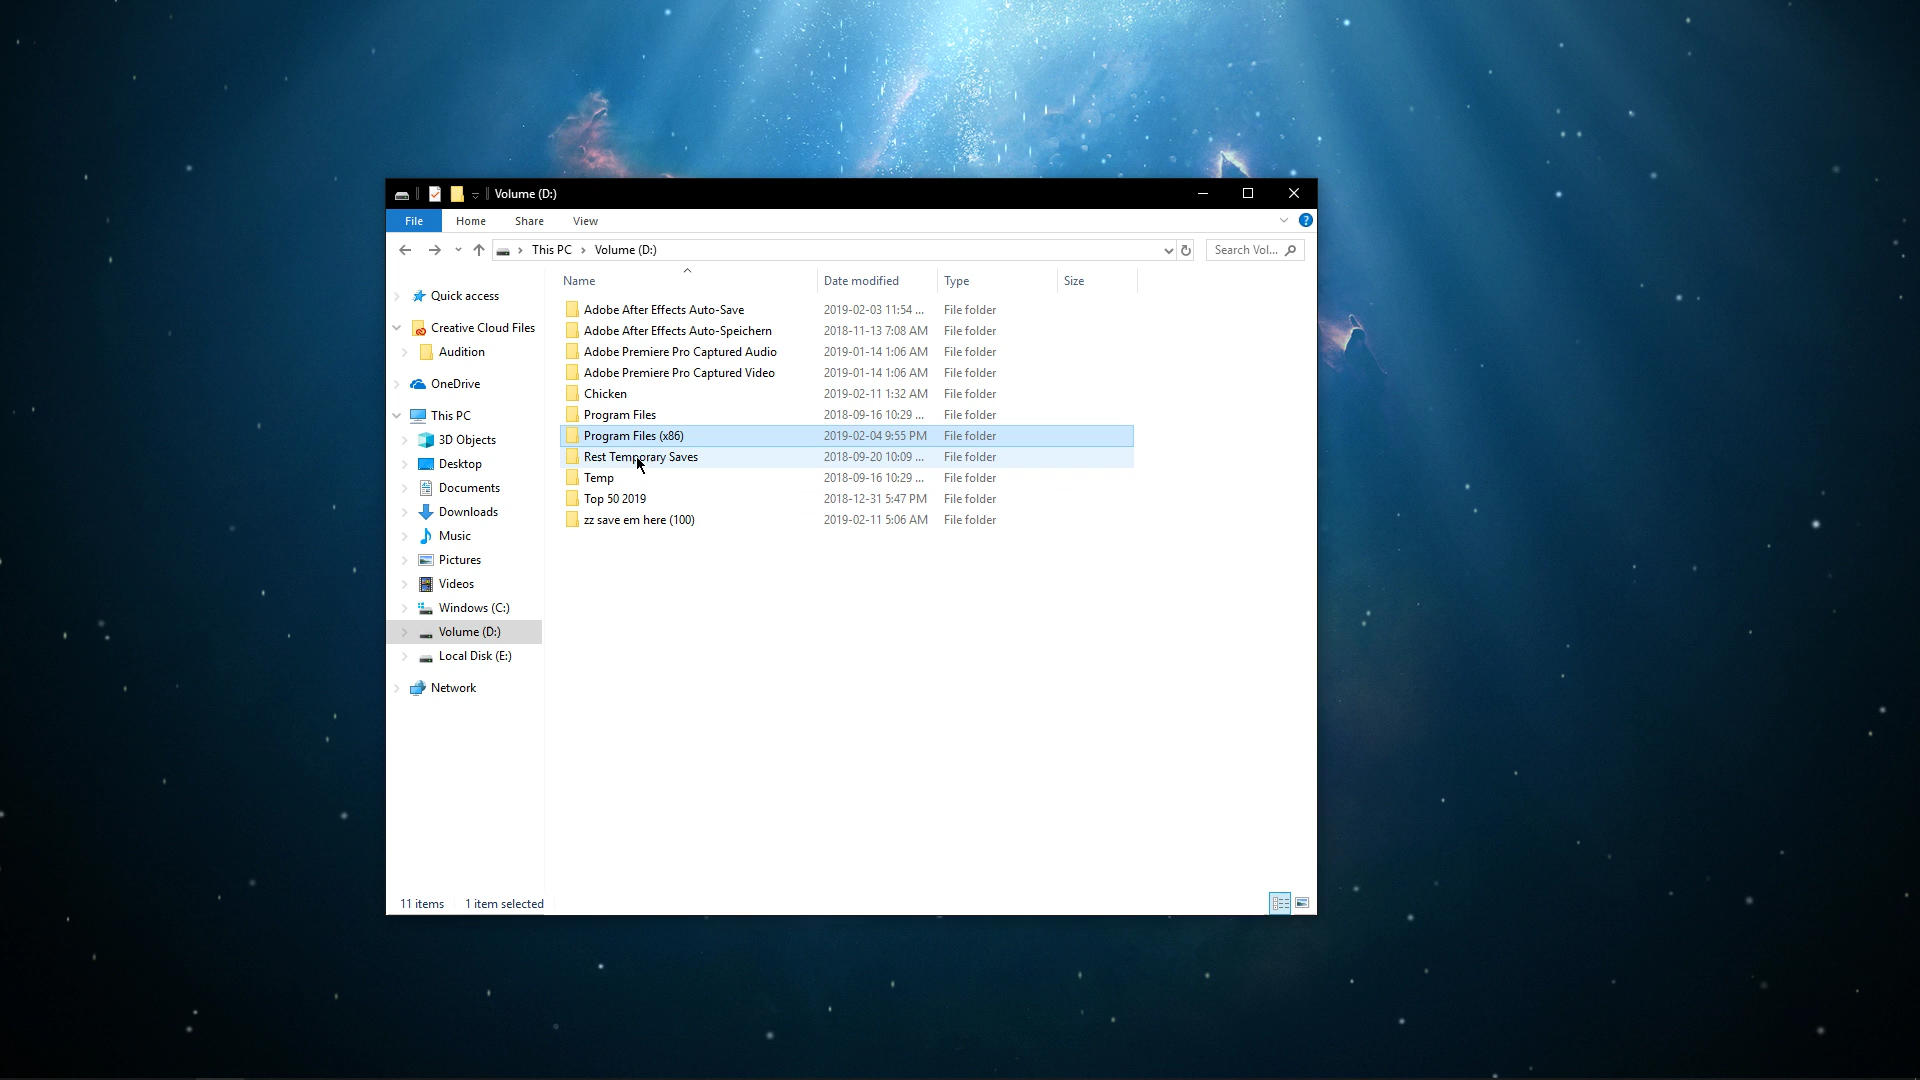 Volume (D:)
File Home Share View
This PC Volume (D:) Search Vol...
Name Date modified Type Size
Quick access
Creative Cloud Files
Audition
OneDrive
This PC
3D Objects
Desktop
Documents
Downloads
Music
Pictures
Videos
Windows (C:)
Volume (D:)
Local Disk (E:)
Network
Adobe After Effects Auto-Save 2019-02-03 11:54 ... File folder
Adobe After Effects Auto-Speichern 2018-11-13 7:08 AM File folder
Adobe Premiere Pro Captured Audio 2019-01-14 1:06 AM File folder
Adobe Premiere Pro Captured Video 2019-01-14 1:06 AM File folder
Chicken 2019-02-11 1:32 AM File folder
Program Files 2018-09-16 10:29 ... File folder
Program Files (x86) 2019-02-04 9:55 PM File folder
Rest Temporary Saves 2018-09-20 10:09 ... File folder
Temp 2018-09-16 10:29 ... File folder
Top 50 2019 2018-12-31 5:47 PM File folder
zz save em here (100) 2019-02-11 5:06 AM File folder
11 items 1 item selected